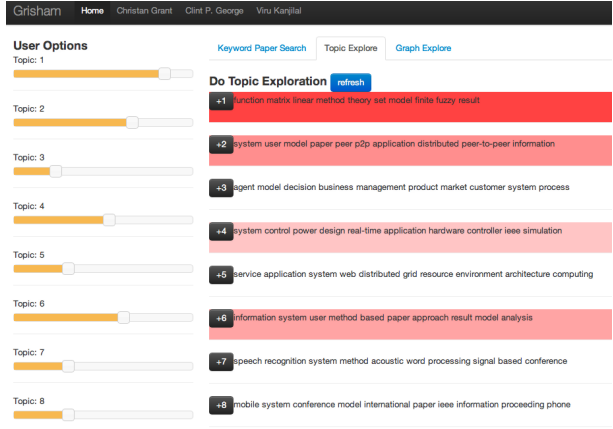 Grisham Home Christan Grant Clint P. George Viru Kanjilal
User Options
Topic: 1
Topic: 2
Topic: 3
Topic: 4
Topic: 5
Topic: 6
Topic: 7
Topic: 8
Keyword Paper Search Topic Explore Graph Explore
Do Topic Exploration refresh
+1 function matrix linear method theory set model finite fuzzy result
+2 system user model paper peer p2p application distributed peer-to-peer information
+3 agent model decision business management product market customer system process
+4 system control power design real-time application hardware controller ieee simulation
+5 service application system web distributed grid resource environment architecture computing
+6 information system user method based paper approach result model analysis
+7 speech recognition system method acoustic word processing signal based conference
+8 mobile system conference model international paper ieee information proceeding phone